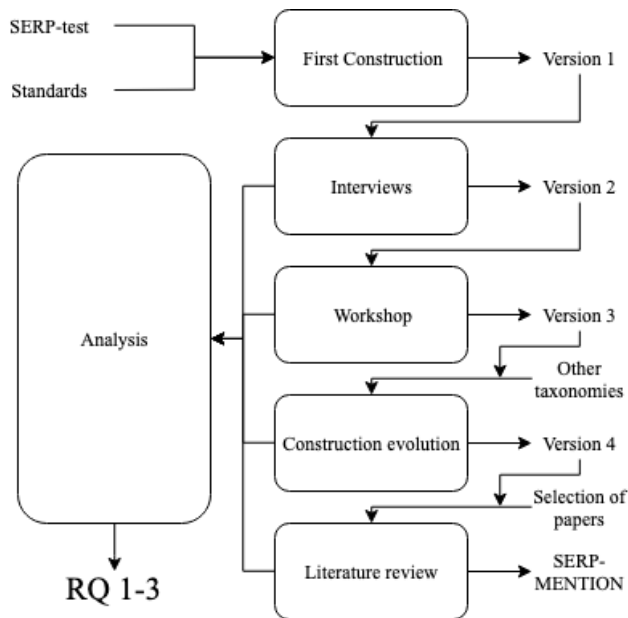 SERP-test
Standards
First Construction
Version 1
Interviews
Version 2
Workshop
Version 3
Other
taxonomies
Construction evolution
Version 4
Selection of
papers
Literature review
SERP-
MENTION
Analysis
RQ 1-3